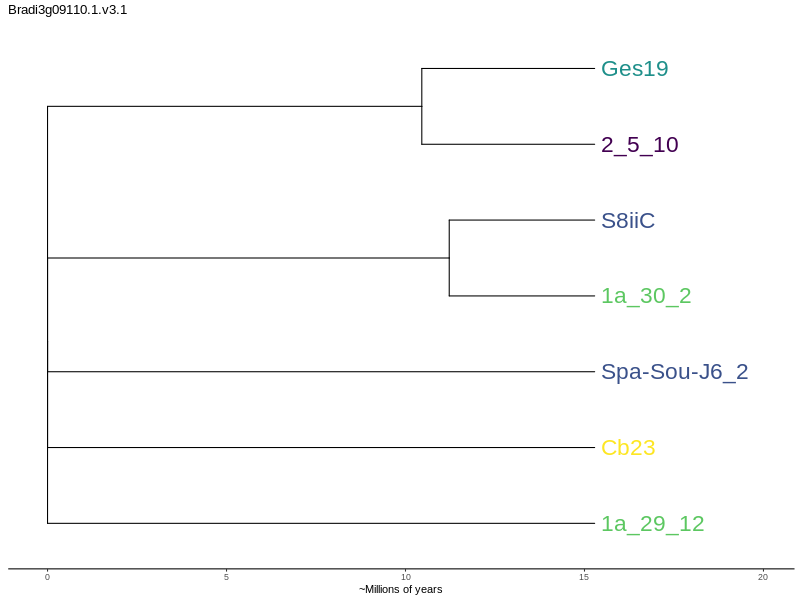 Bradi3g09110.1.v3.1
Ges19
2_5_10
S8iiC
1a_30_2
Spa-Sou-J6_2
Cb23
1a_29_12
0 5 10 15 20
~Millions of years